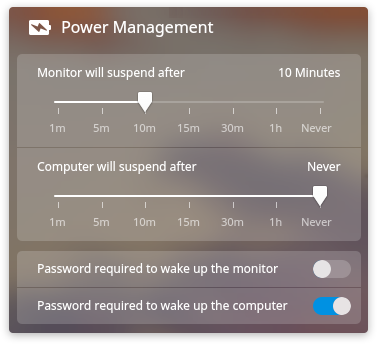 Power Management
Monitor will suspend after 10 Minutes
1m 5m 10m 15m 30m 1h Never
Computer will suspend after Never
1m 5m 10m 15m 30m 1h Never
Password required to wake up the monitor
Password required to wake up the computer